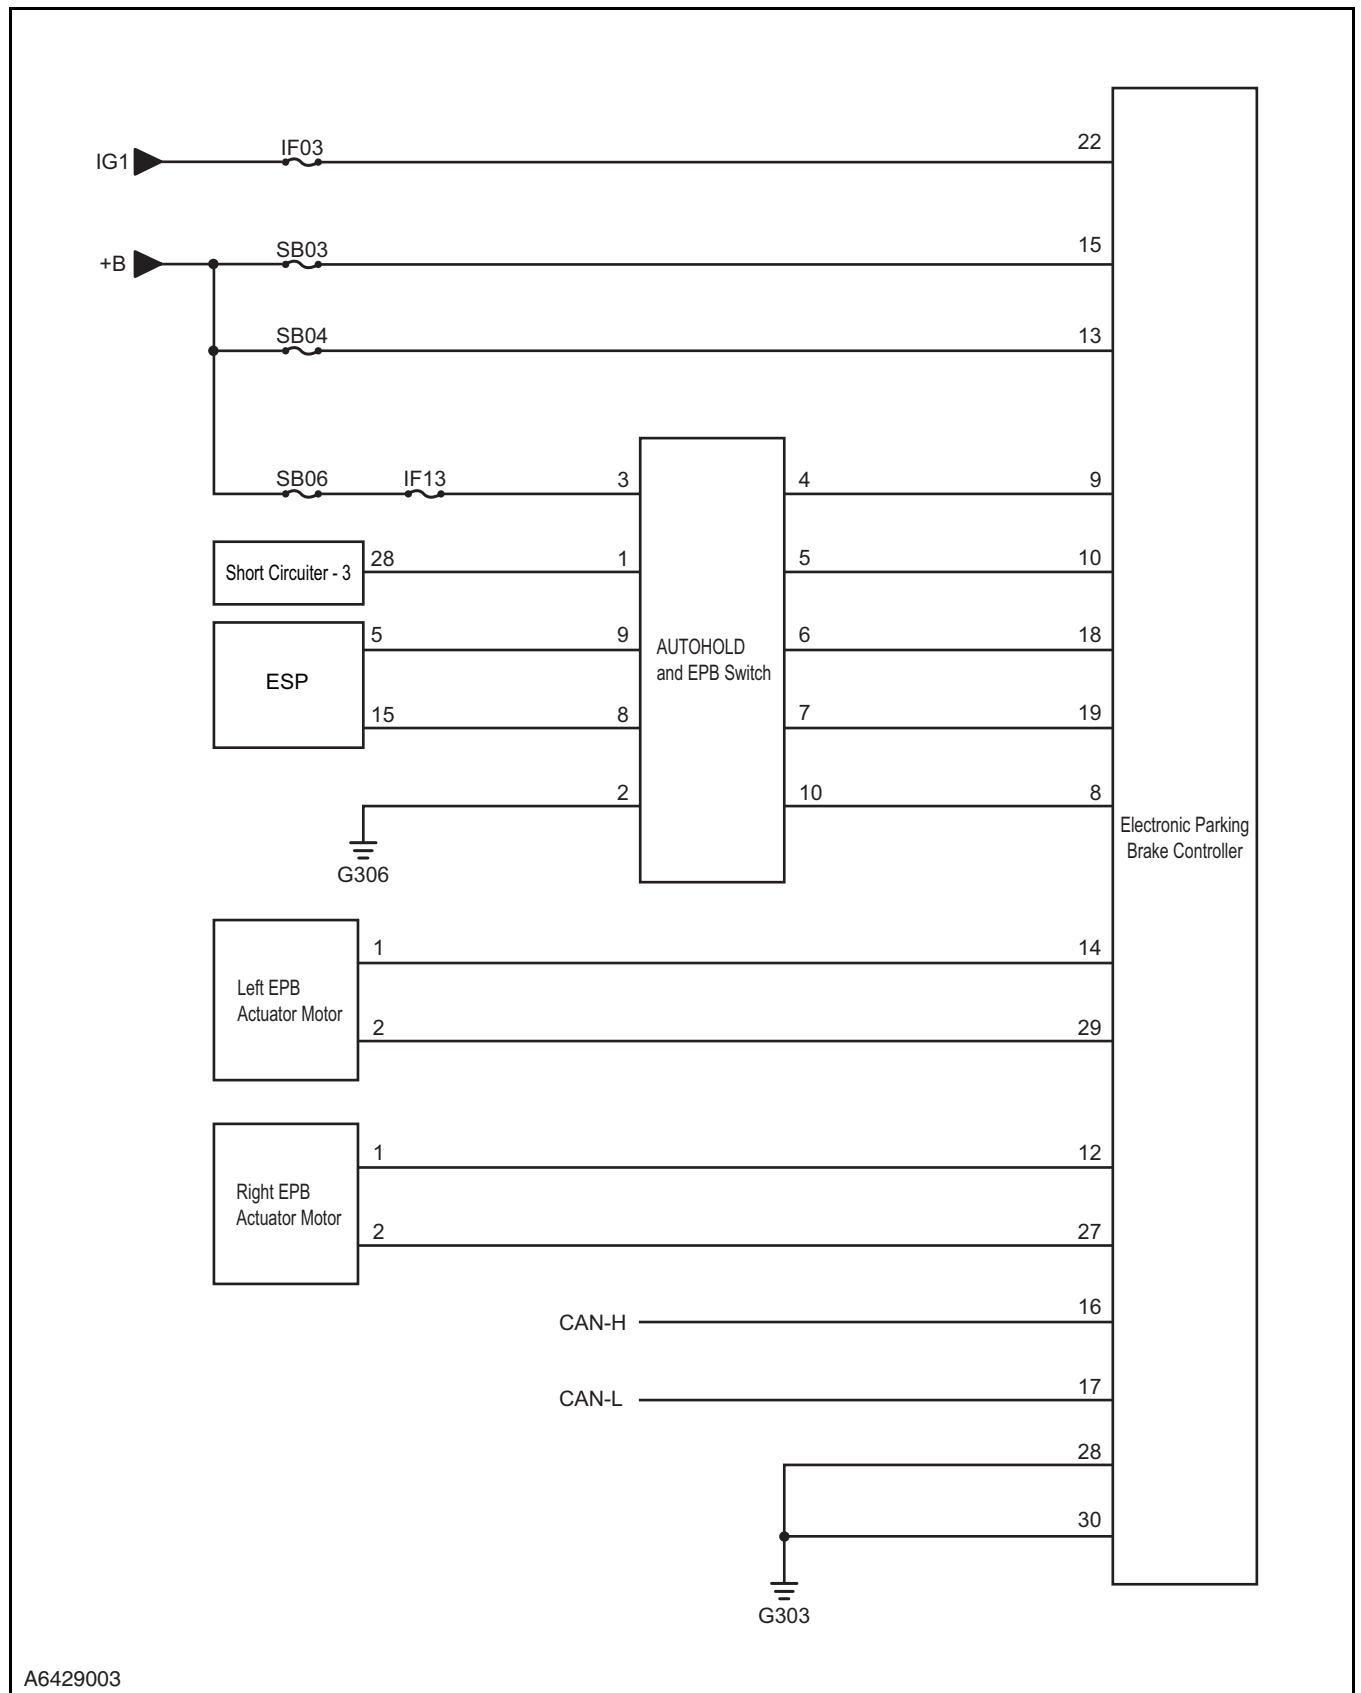 IF03
22
IG1
SB03
15
+B
SB04
13
SB06 IF13 3 4 9
28 1 5 10
Short Circuiter - 3
5 9 6 18
AUTOHOLD
and EPB Switch
ESP
15 8 7 19
2 10 8
G306
Electronic Parking
Brake Controller
1 14
Left EPB
Actuator Motor
2 29
1 12
Right EPB
Actuator Motor
2 27
16
CAN-H
17
CAN-L
28
30
G303
A6429003